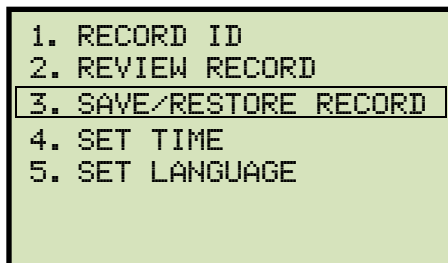 1. RECORD ID
2. REVIEW RECORD
3. SAVE/RESTORE RECORD
4. SET TIME
5. SET LANGUAGE